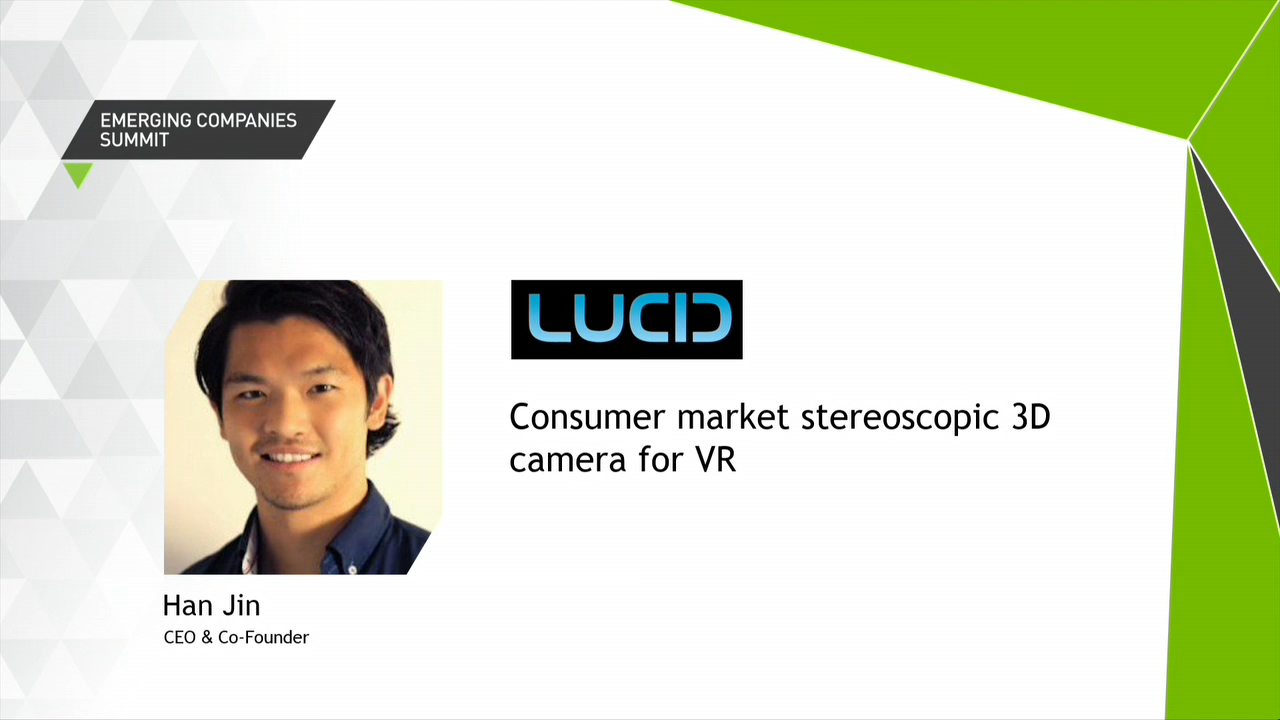 EMERGING COMPANIES
SUMMIT
LUCID
Consumer market stereoscopic 3D
camera for VR
Han Jin
CEO & Co-Founder